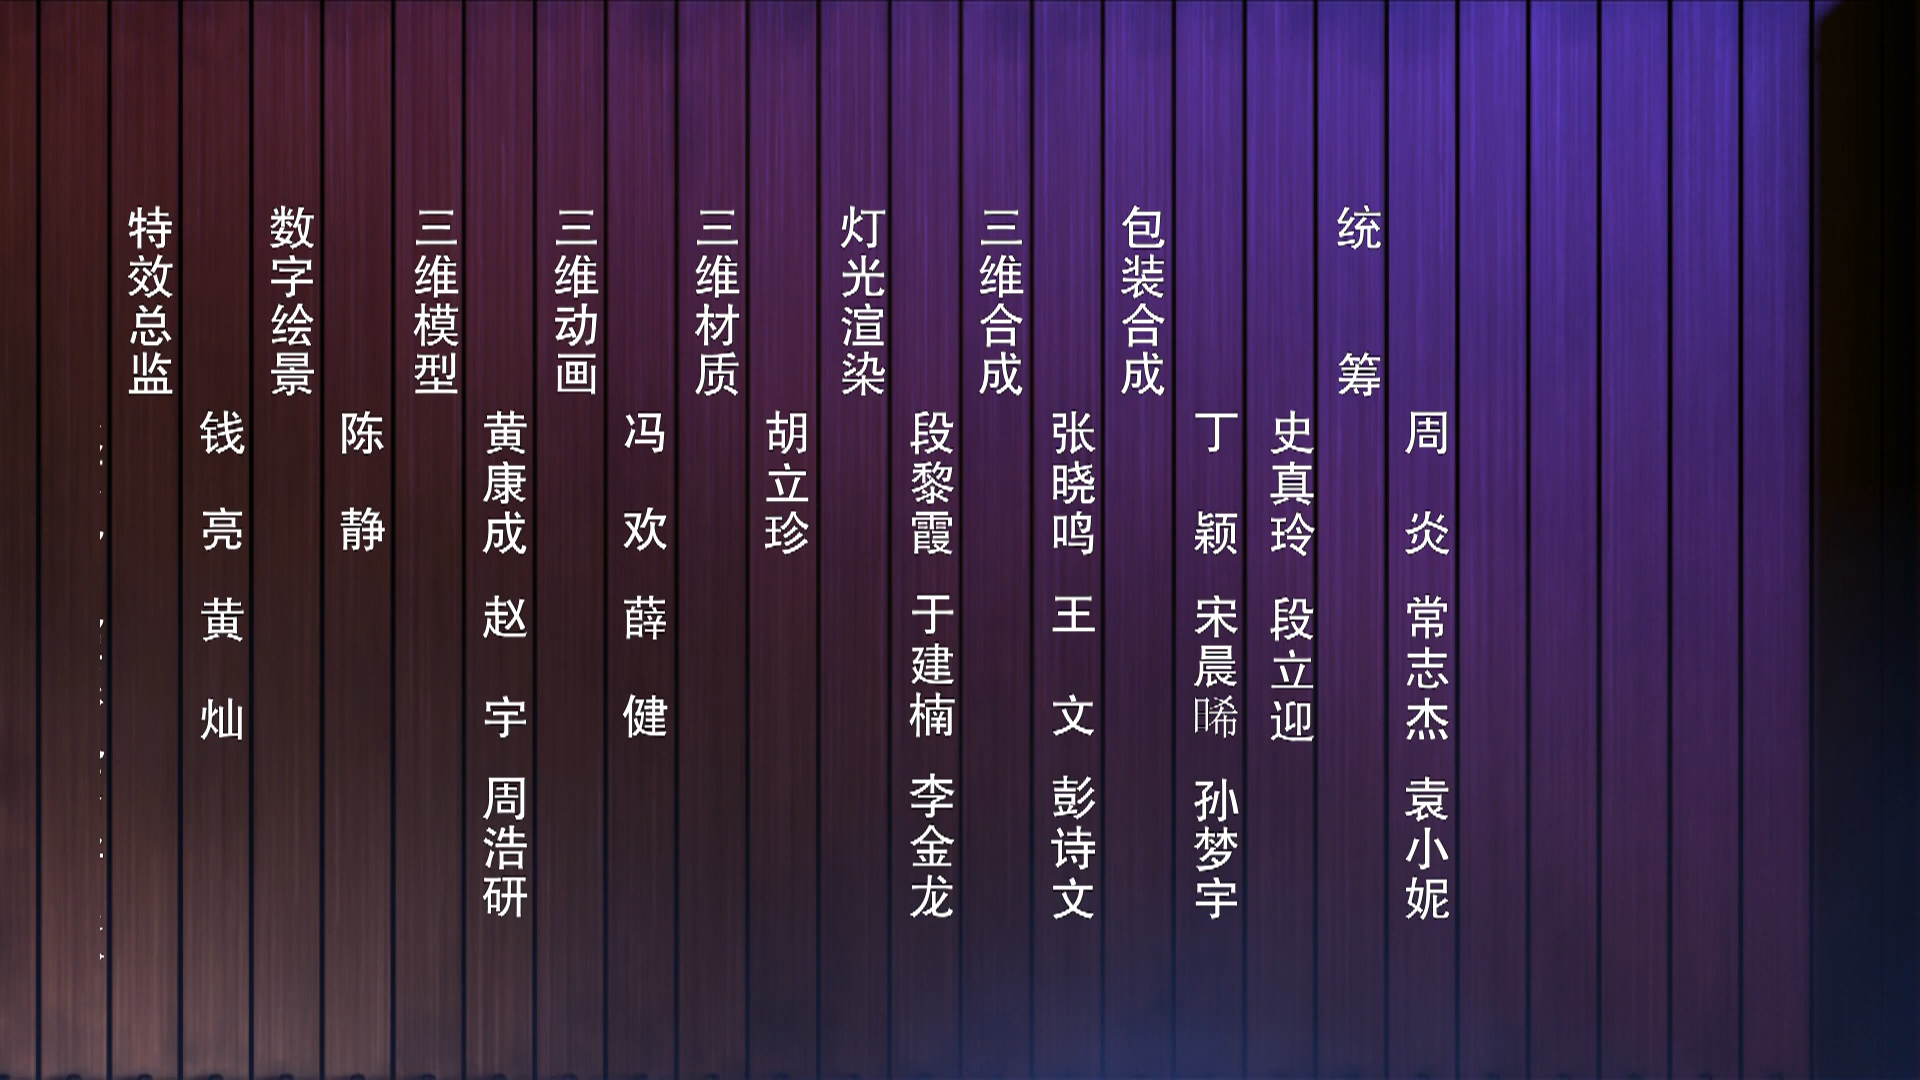 特效总监
钱亮 黄灿
数字绘景
陈静
三维模型
黄康成 赵宇 周浩研
三维动画
冯欢 薛健
三维材质
胡立珍
灯光渲染
段黎霞 于建楠 李金龙
三维合成
张晓鸣 王文 彭诗文
包装合成
丁颖 宋晨晞 孙梦宇
史真玲 段立迎
统筹
周炎 常志杰 袁小妮